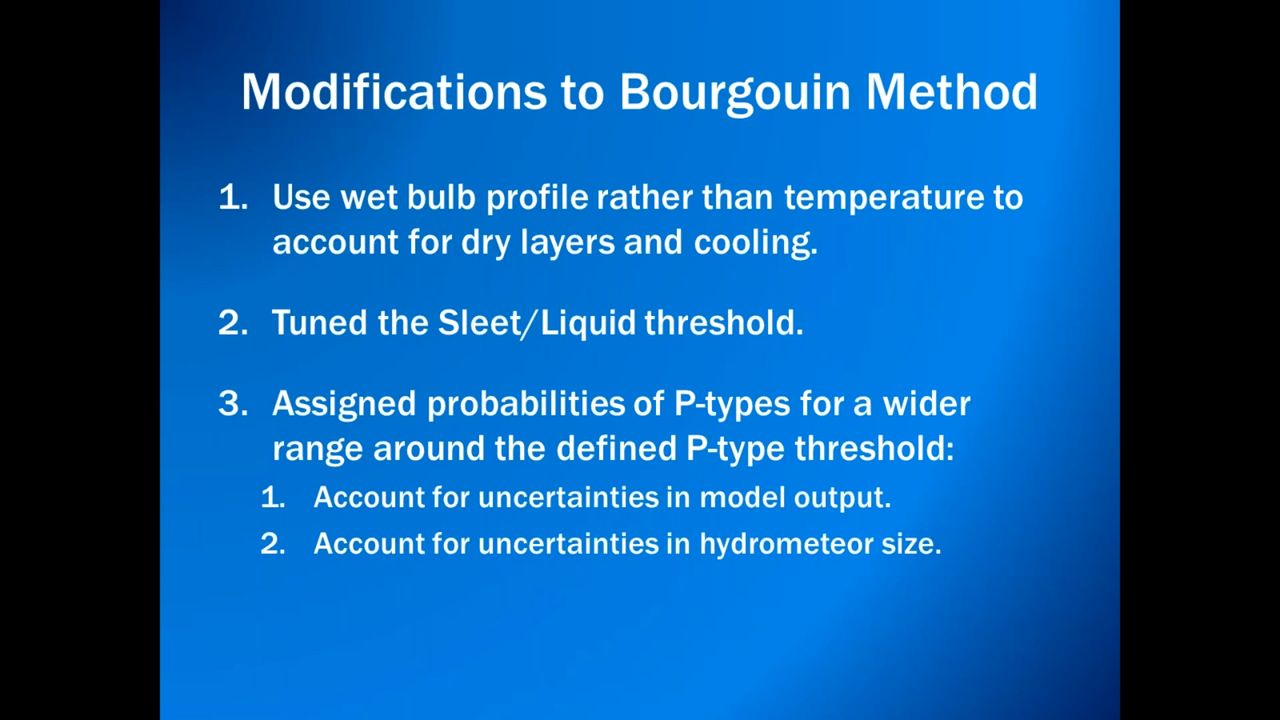 Modifications to Bourgouin Method
1. Use wet bulb profile rather than temperature to
account for dry layers and cooling.
2. Tuned the Sleet/Liquid threshold.
3. Assigned probabilities of P-types for a wider
range around the defined P-type threshold:
1. Account for uncertainties in model output.
2. Account for uncertainties in hydrometeor size.